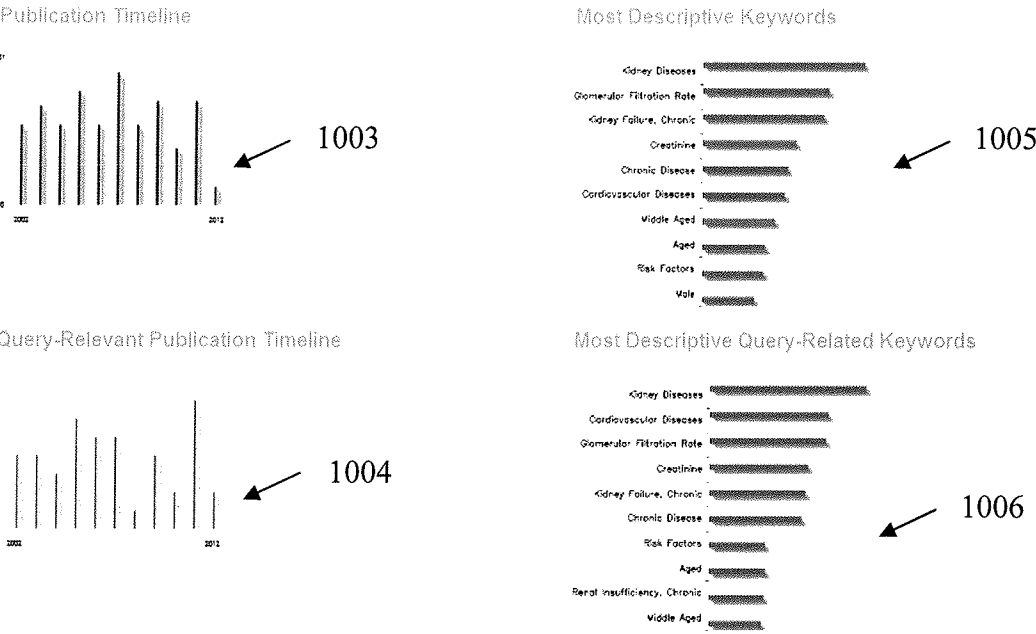 Publication Timeline
2002
2012
1003
Most Descriptive Keywords
Kidney Diseases
Glomerular Filtration Rate
Kidney Failure, Chronic
Creatinine
Chronic Disease
Cardiovascular Diseases
Middle Aged
Aged
Risk Factors
Male
1005
Query-Relevant Publication Timeline
2002
2012
1004
Most Descriptive Query-Related Keywords
Kidney Diseases
Cardiovascular Diseases
Glomerular Filtration Rate
Creatinine
Kidney Failure, Chronic
Chronic Disease
Risk Factors
Aged
Renal Insufficiency, Chronic
Middle Aged
1006